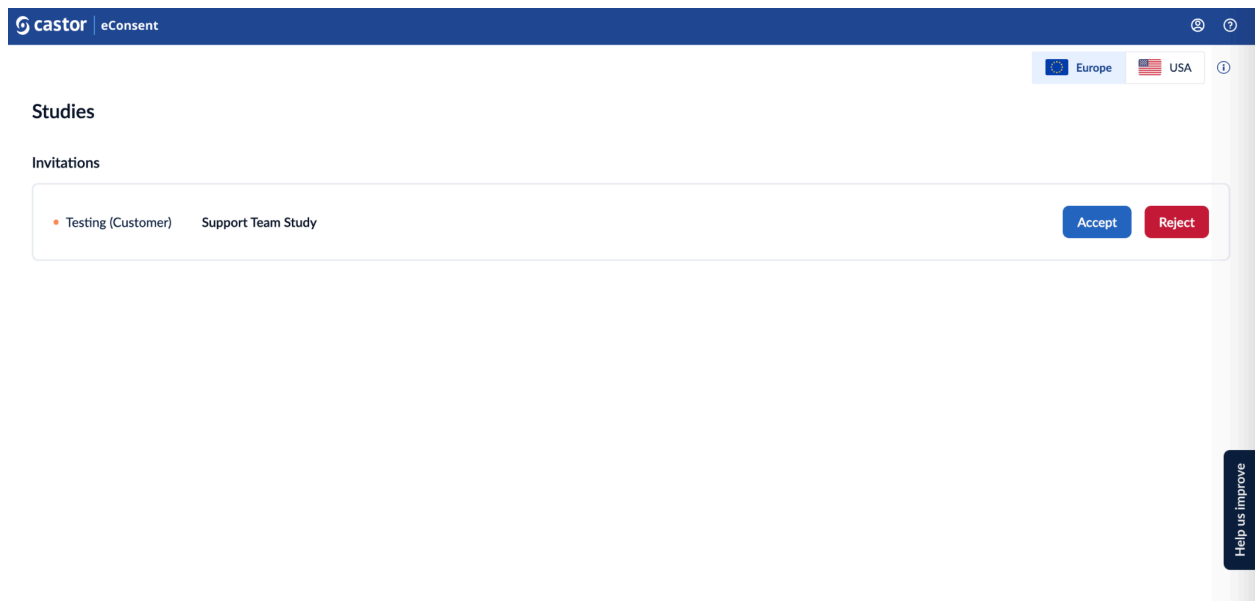 castor eConsent
Europe USA
Studies
Invitations
Testing (Customer) Support Team Study Accept Reject
Help us improve